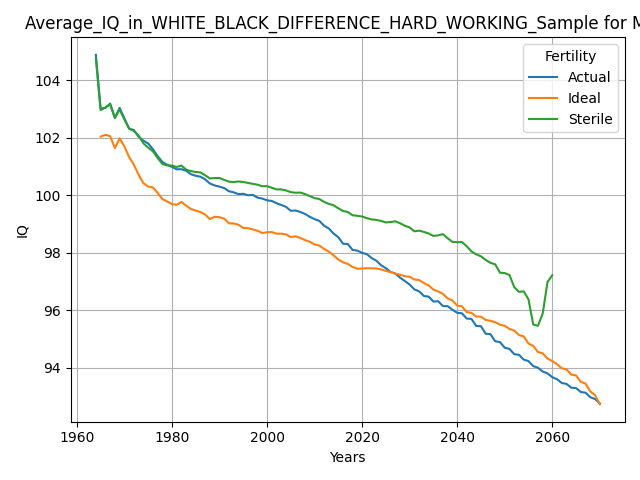 Average_IQ_in_WHITE_BLACK_DIFFERENCE_HARD_WORKING_Sample for M
Fertility
Actual
Ideal
Sterile
IQ
104
102
100
98
96
94
1960 1980 2000 2020 2040 2060
Years